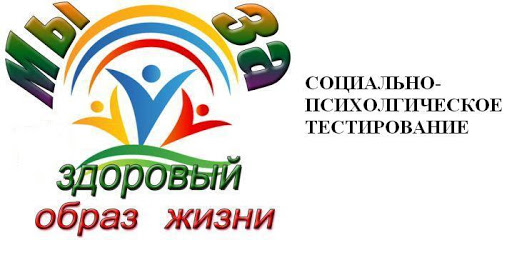 Мы За
здоровый
образ жизни
СОЦИАЛЬНО-
ПСИХОЛГИЧЕСКОЕ
ТЕСТИРОВАНИЕ